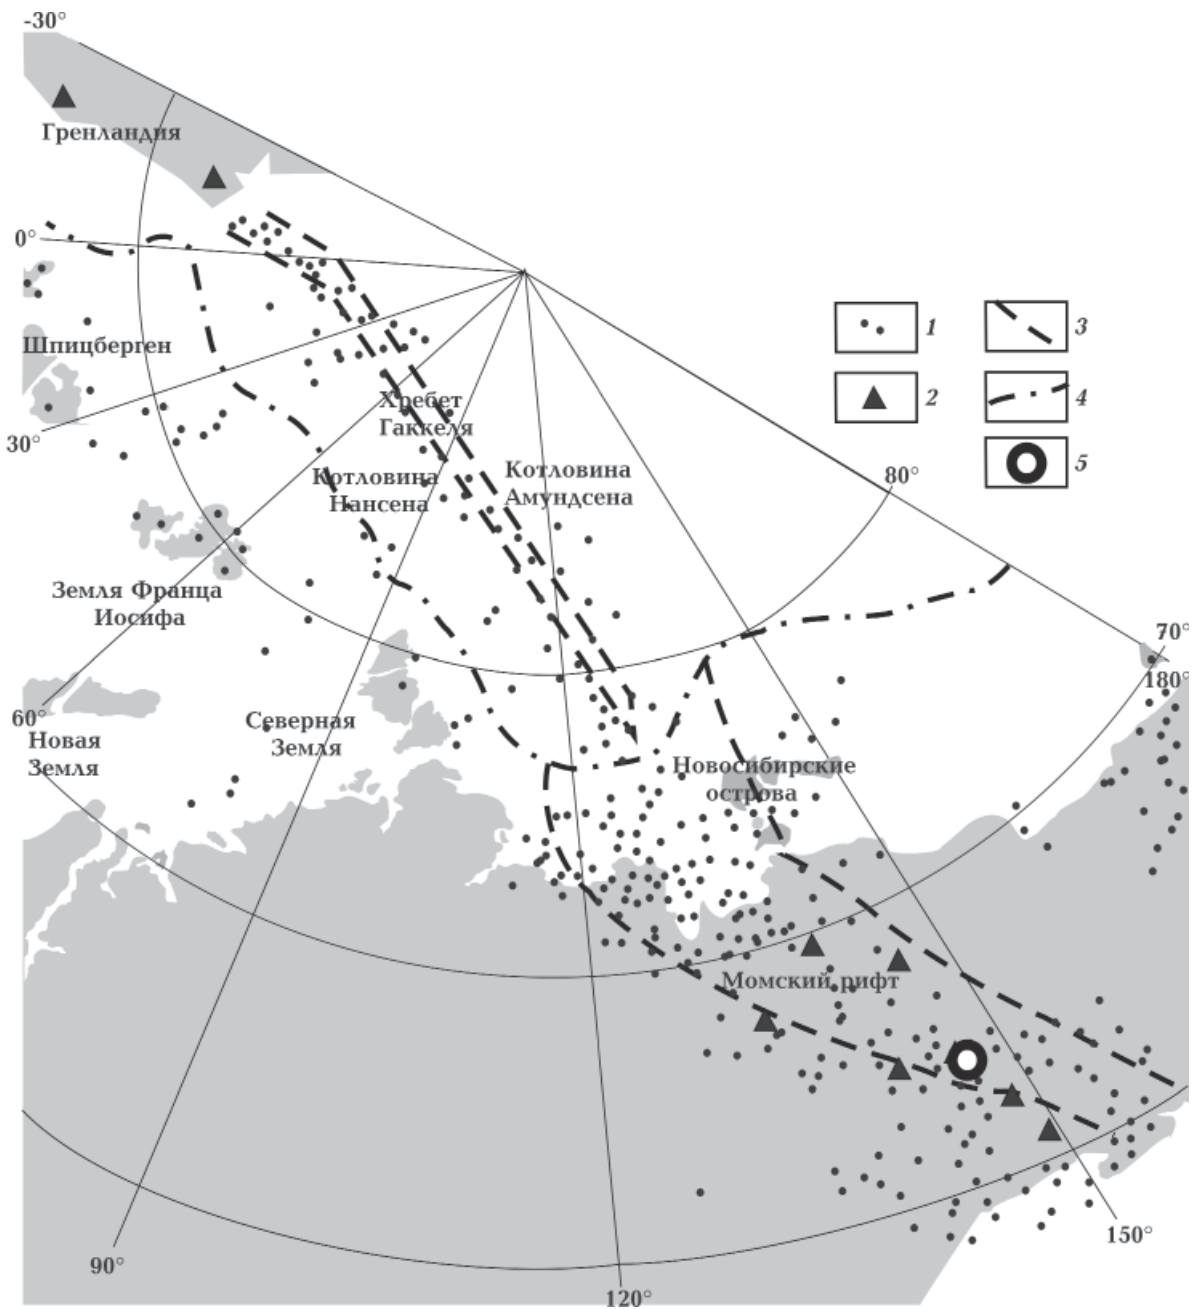 -30°
Гренландия
0°
Шпицберген
30°
Хребет
Гаккеля
Котловина
Нансена
Котловина
Амундсена
80°
1
2
3
4
5
Земля Франца
Иосифа
60°
Новая
Земля
Северная
Земля
Новосибирские
острова
70°
180°
Момский рифт
90°
120°
150°